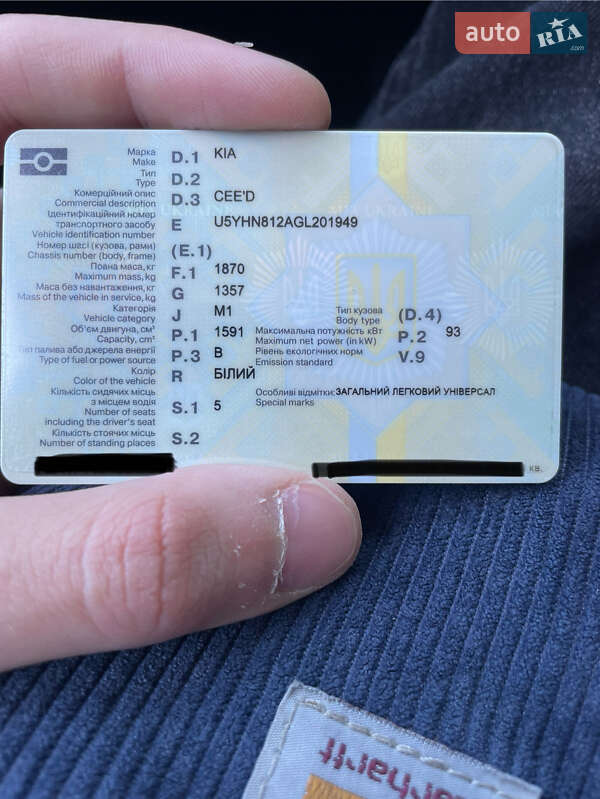 auto RIA .com
Марка
Make D.1 KIA
Тип
Type D.2
Комерційний опис
Commercial description D.3 CEE'D
Ідентифікаційний номер
транспортного засобу
Vehicle identification number E U5YHN812AGL201949
Номер шасі (кузова, рами)
Chassis number (body, frame) (E.1)
Повна маса, кг
Maximum mass, kg F.1 1870
Маса без навантаження, кг
Mass of the vehicle in service, kg G 1357
Категорія
Vehicle category J M1
Тип кузова
Body type (D.4)
Об'єм двигуна, см³
Capacity, cm³ P.1 1591
Максимальна потужність кВт
Maximum net power (in kW) P.2 93
Тип палива або джерела енергії
Type of fuel or power source P.3 B
Рівень екологічних норм
Emission standard V.9
Колір
Color of the vehicle R БІЛИЙ
Особливі відмітки: ЗАГАЛЬНИЙ ЛЕГКОВИЙ УНІВЕРСАЛ
Special marks
Кількість сидячих місць
з місцем водія
Number of seats
including the driver's seat S.1 5
Кількість стоячих місць
Number of standing places S.2
КВ.
carhartt